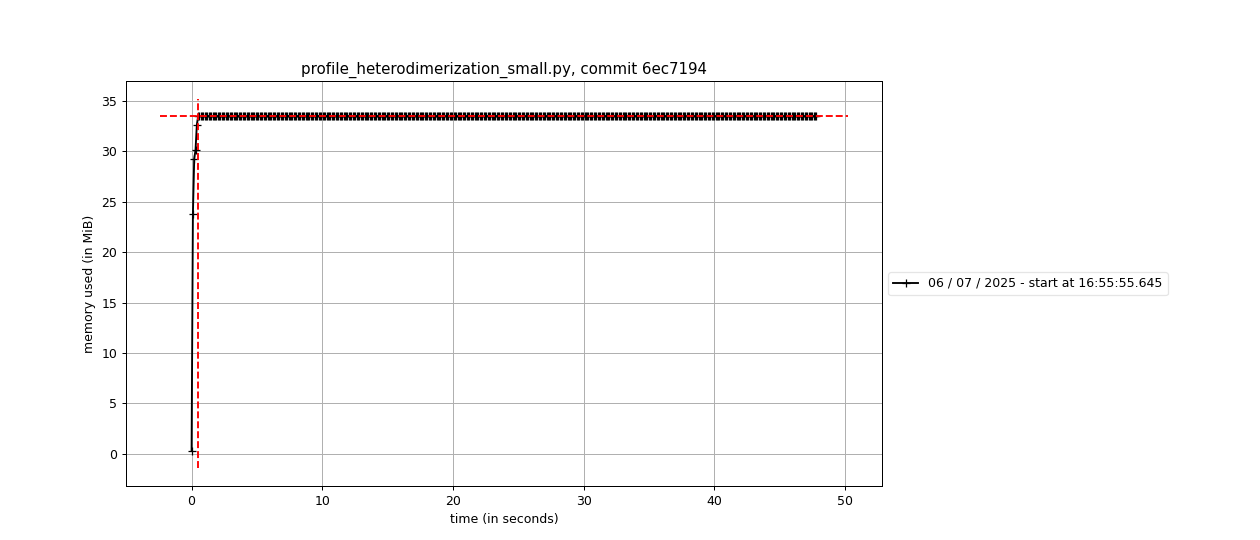 profile_heterodimerization_small.py, commit 6ec7194
35
30
25
20
15
10
5
0
memory used (in MiB)
0 10 20 30 40 50
time (in seconds)
06 / 07 / 2025 - start at 16:55:55.645